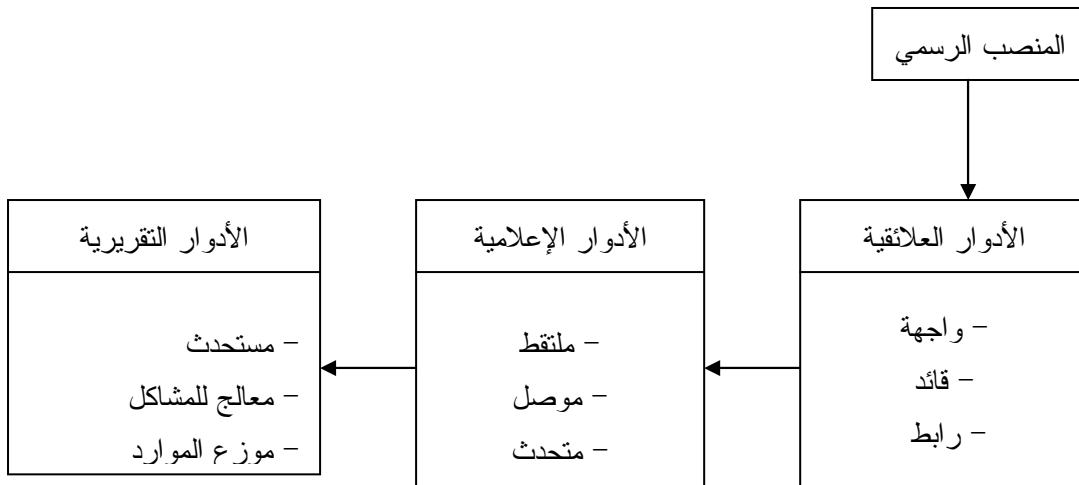 المنصب الرسمي
الأدوار العلائقية
– واجهة
– قائد
– رابط
الأدوار الإعلامية
– ملتقط
– موصل
– متحدث
الأدوار التقريرية
– مستحدث
– معالج للمشاكل
– موزع الموارد